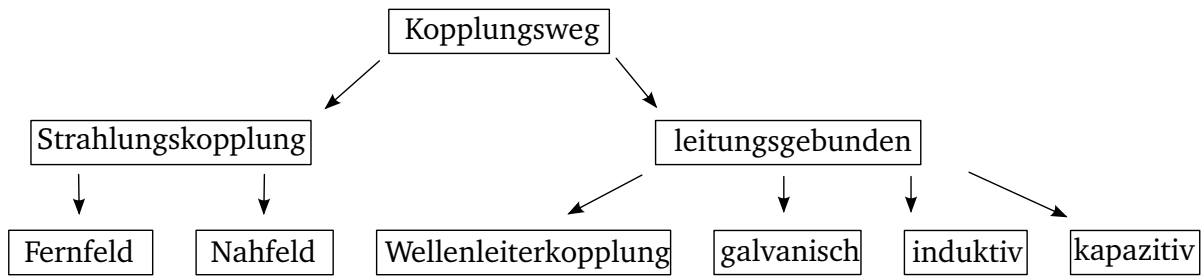 Kopplungsweg
Strahlungskopplung
leitungsgebunden
Fernfeld
Nahfeld
Wellenleiterkopplung
galvanisch
induktiv
kapazitiv